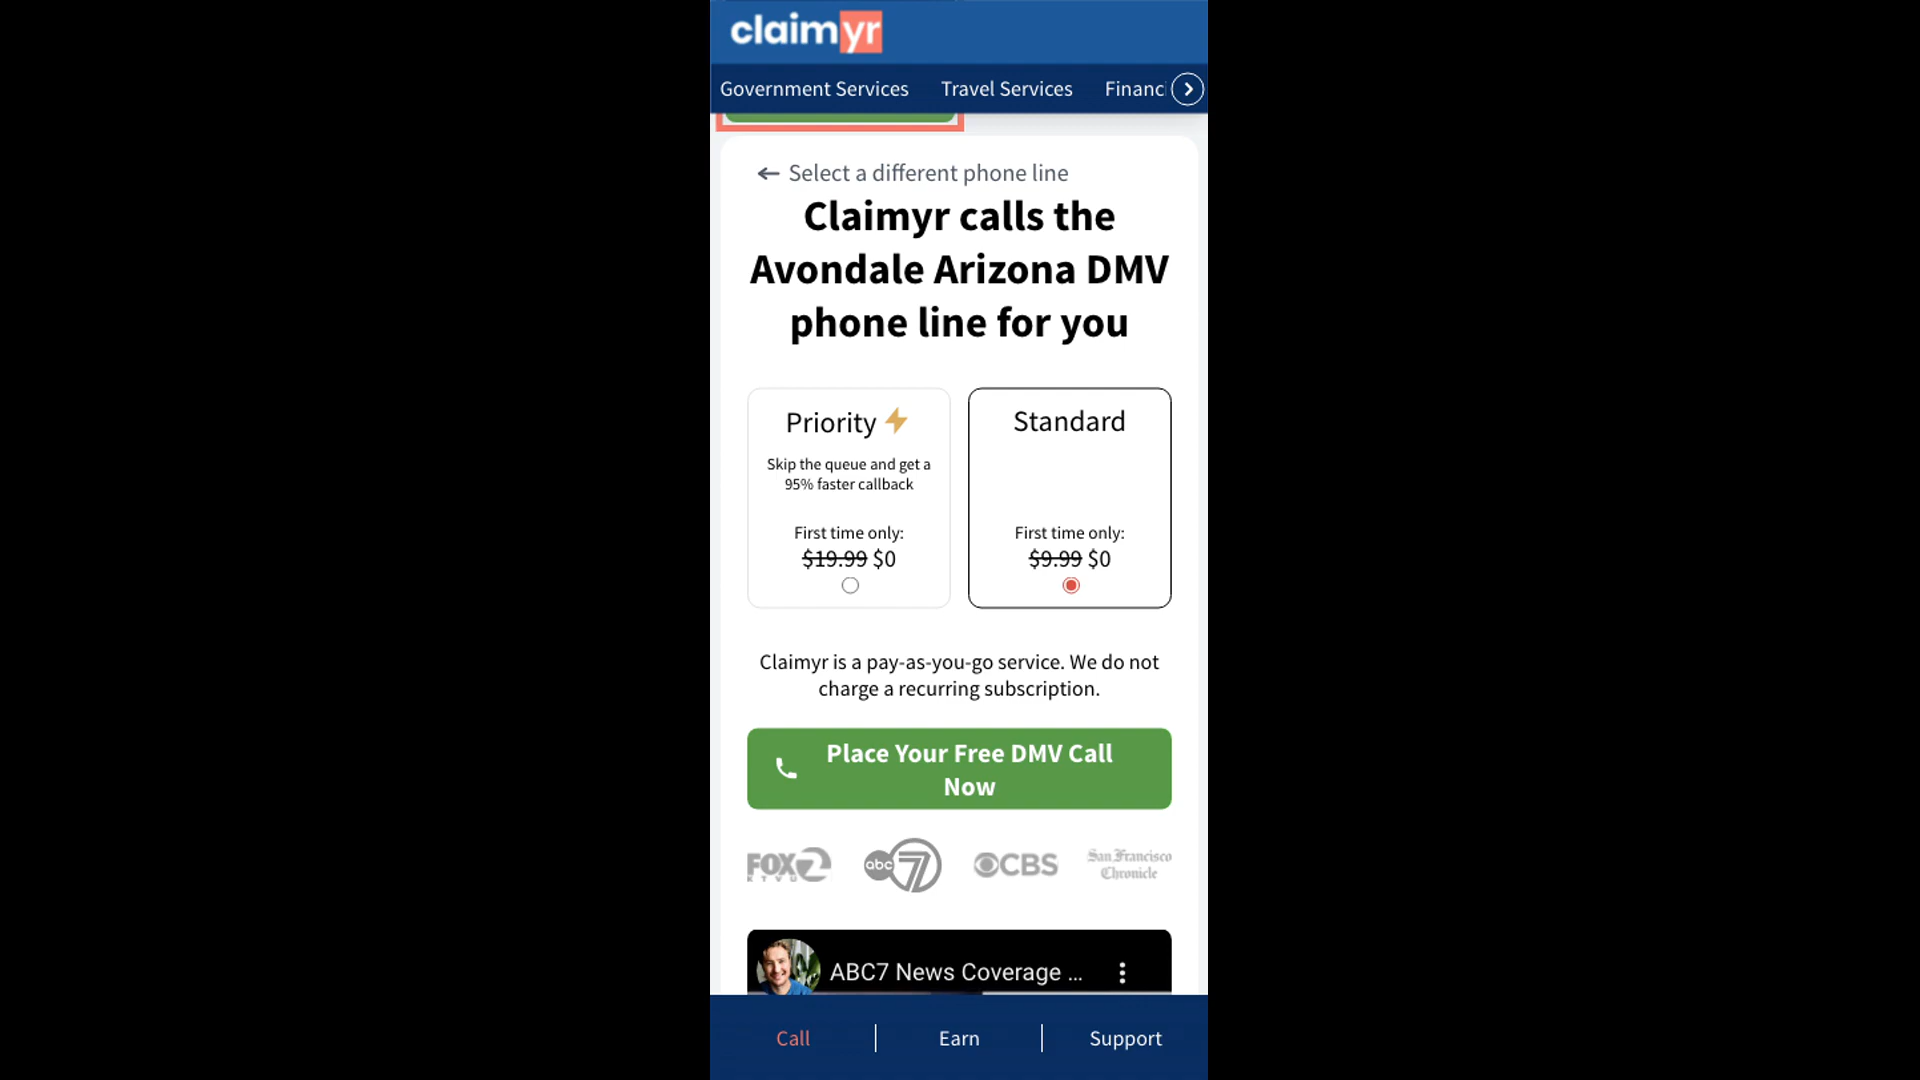 claimyr
Government Services Travel Services Financi
Select a different phone line
Claimyr calls the
Avondale Arizona DMV
phone line for you
Priority
Skip the queue and get a
95% faster callback
First time only:
$19.99 $0
Standard
First time only:
$9.99 $0
Claimyr is a pay-as-you-go service. We do not
charge a recurring subscription.
Place Your Free DMV Call
Now
FOX 2
KTVU
abc 7
CBS
San Francisco
Chronicle
ABC7 News Coverage ...
Call | Earn | Support